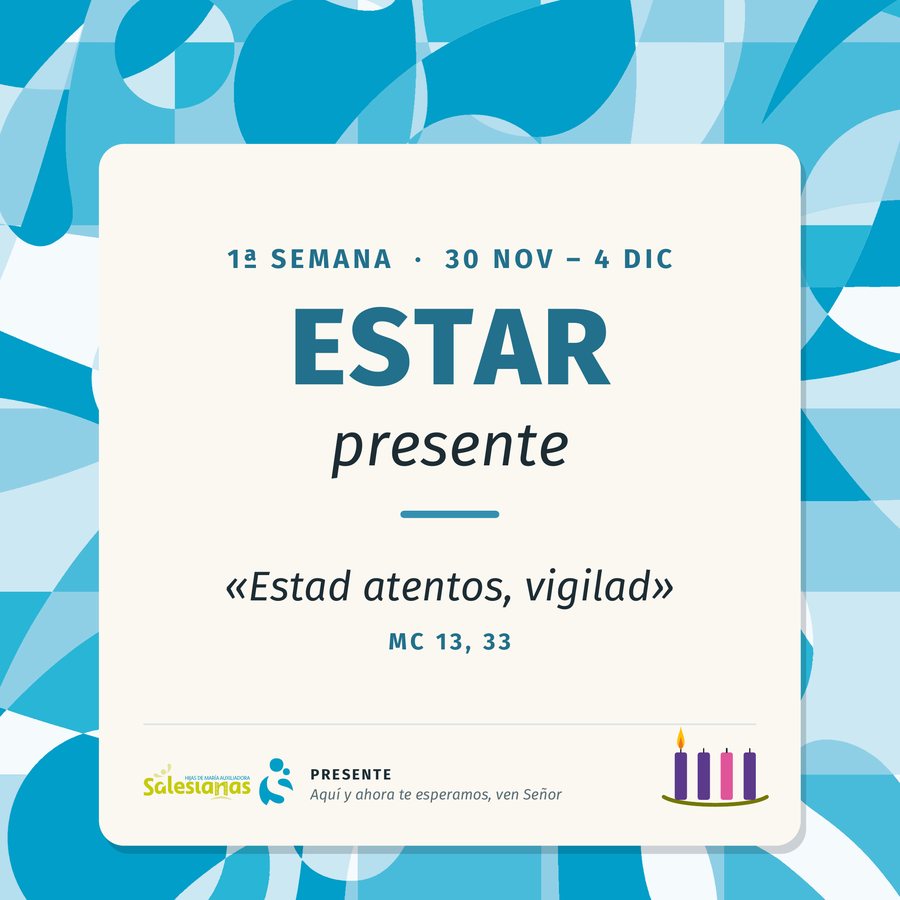 1ª SEMANA · 30 NOV – 4 DIC
ESTAR
presente
«Estad atentos, vigilad»
MC 13, 33
HIJAS DE MARÍA AUXILIADORA
Salesianas
PRESENTE
Aquí y ahora te esperamos, ven Señor